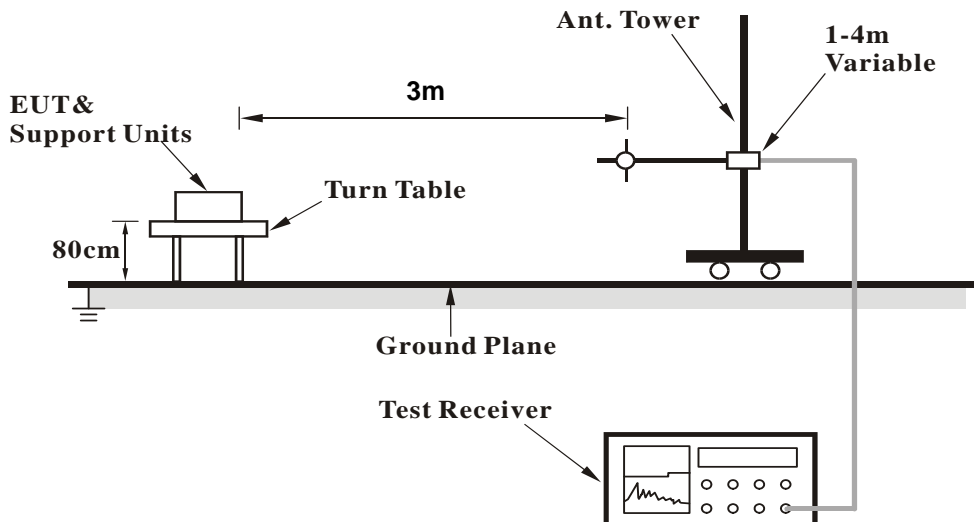 Ant. Tower
1-4m
Variable
3m
EUT&
Support Units
Turn Table
80cm
Ground Plane
Test Receiver